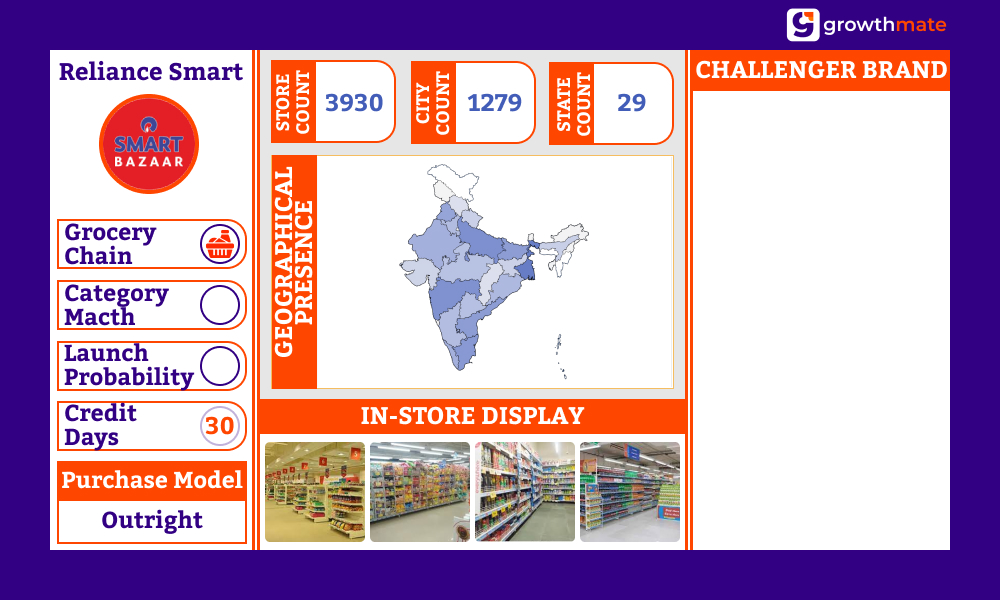 growthmate
Reliance Smart
SMART
BAZAAR
Grocery
Chain
Category
Macth
Launch
Probability
Credit
Days
30
Purchase Model
Outright
STORE
COUNT
3930
CITY
COUNT
1279
STATE
COUNT
29
GEOGRAPHICAL
PRESENCE
IN-STORE DISPLAY
CHALLENGER BRAND